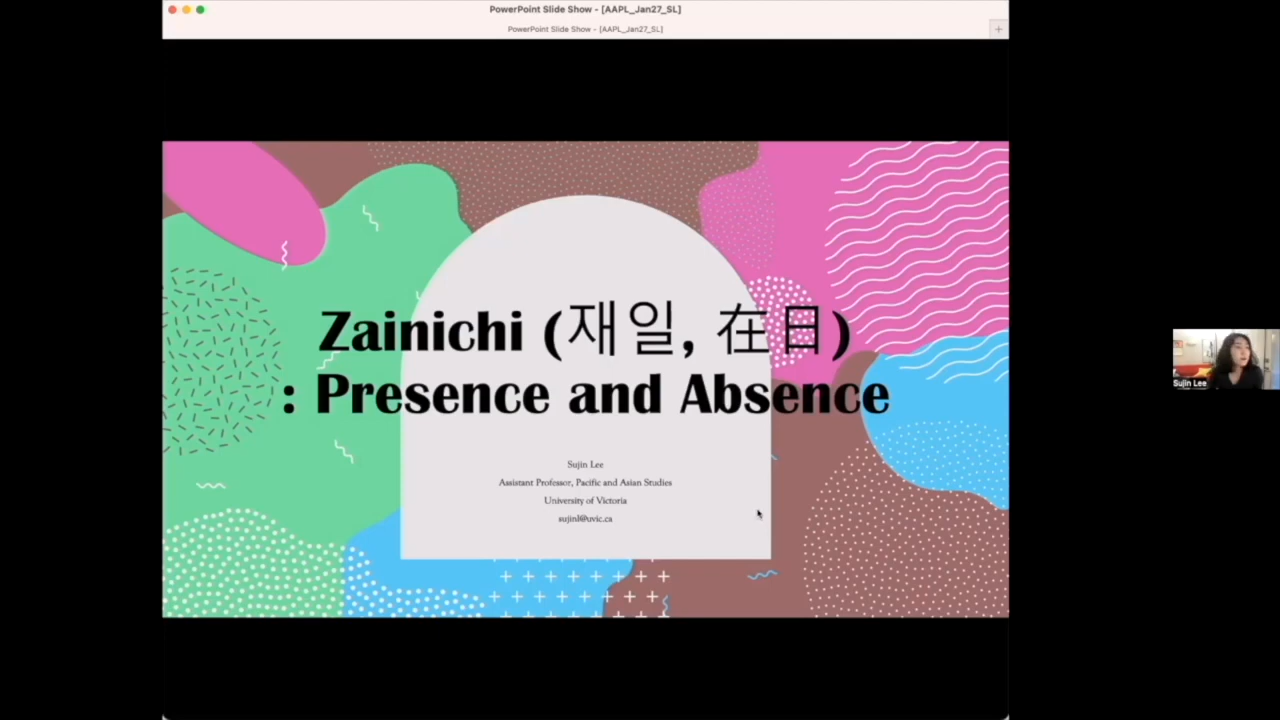 PowerPoint Slide Show - [AAPL_Jan27_SL]
PowerPoint Slide Show - [AAPL_Jan27_SL]
Zainichi (재일, 在日)
: Presence and Absence
Sujin Lee
Assistant Professor, Pacific and Asian Studies
University of Victoria
sujinl@uvic.ca
Sujin Lee